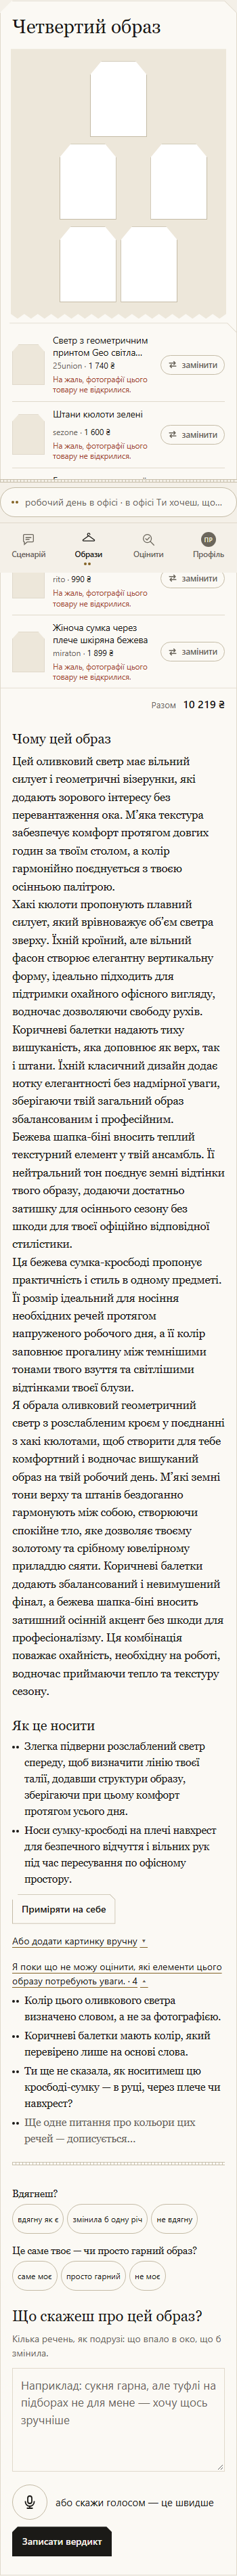 Четвертий образ
Светр з геометричним
принтом Geo світла...
25union · 1 740 ₴
На жаль, фотографії цього
товару не відкрилися.
замінити
Штани кюлоти зелені
sezone · 1 600 ₴
На жаль, фотографії цього
товару не відкрилися.
замінити
робочий день в офісі · в офісі Ти хочеш, що...
Сценарій
Образи
Оцінити
ПР
Профіль
rito · 990 ₴
На жаль, фотографії цього
товару не відкрилися.
замінити
Жіноча сумка через
плече шкіряна бежева
miraton · 1 899 ₴
На жаль, фотографії цього
товару не відкрилися.
замінити
Разом 10 219 ₴
Чому цей образ
Цей оливковий светр має вільний
силует і геометричні візерунки, які
додають зорового інтересу без
перевантаження ока. М’яка текстура
забезпечує комфорт протягом довгих
годин за твоїм столом, а колір
гармонійно поєднується з твоєю
осінньою палітрою.
Хакі кюлоти пропонують плавний
силует, який врівноважує об’єм светра
зверху. Їхній кроїний, але вільний
фасон створює елегантну вертикальну
форму, ідеально підходить для
підтримки охайного офісного вигляду,
водночас дозволяючи свободу рухів.
Коричневі балетки надають тиху
вишуканість, яка доповнює як верх, так
і штани. Їхній класичний дизайн додає
нотку елегантності без надмірної уваги,
зберігаючи твій загальний образ
збалансованим і професійним.
Бежева шапка-біні вносить теплий
текстурний елемент у твій ансамбль. Її
нейтральний тон поєднує земні відтінки
твого образу, додаючи достатньо
затишку для осіннього сезону без
шкоди для твоєї офіційно відповідної
стилістики.
Ця бежева сумка-кросбоді пропонує
практичність і стиль в одному предметі.
Її розмір ідеальний для носіння
необхідних речей протягом
напруженого робочого дня, а її колір
заповнює прогалину між темнішими
тонами твого взуття та світлішими
відтінками твоєї блузи.
Я обрала оливковий геометричний
светр з розслабленим кроєм у поєднанні
з хакі кюлотами, щоб створити для тебе
комфортний і водночас вишуканий
образ на твій робочий день. М’які земні
тони верху та штанів бездоганно
гармонюють між собою, створюючи
спокійне тло, яке дозволяє твоєму
золотому та срібному ювелірному
приладдю сяяти. Коричневі балетки
додають збалансований і невимушений
фінал, а бежева шапка-біні вносить
затишний осінній акцент без шкоди для
професіоналізму. Ця комбінація
поважає охайність, необхідну на роботі,
водночас приймаючи тепло та текстуру
сезону.
Як це носити
Злегка підверни розслаблений светр
спереду, щоб визначити лінію твоєї
талії, додавши структури образу,
зберігаючи при цьому комфорт
протягом усього дня.
Носи сумку-кросбоді на плечі навхрест
для безпечного відчуття і вільних рук
під час пересування по офісному
простору.
Приміряти на себе
Або додати картинку вручну
Я поки що не можу оцінити, які елементи цього
образу потребують уваги. · 4
Колір цього оливкового светра
визначено словом, а не за фотографією.
Коричневі балетки мають колір, який
перевірено лише на основі слова.
Ти ще не сказала, як носитимеш цю
кросбоді-сумку — в руці, через плече чи
навхрест?
Ще одне питання про кольори цих
речей — дописується...
Вдягнеш?
вдягну як є
змінила б одну річ
не вдягну
Це саме твоє — чи просто гарний образ?
саме моє
просто гарний
не моє
Що скажеш про цей образ?
Кілька речень, як подрузі: що впало в око, що б
змінила.
Наприклад: сукня гарна, але туфлі на
підборах не для мене — хочу щось
зручніше
або скажи голосом — це швидше
Записати вердикт